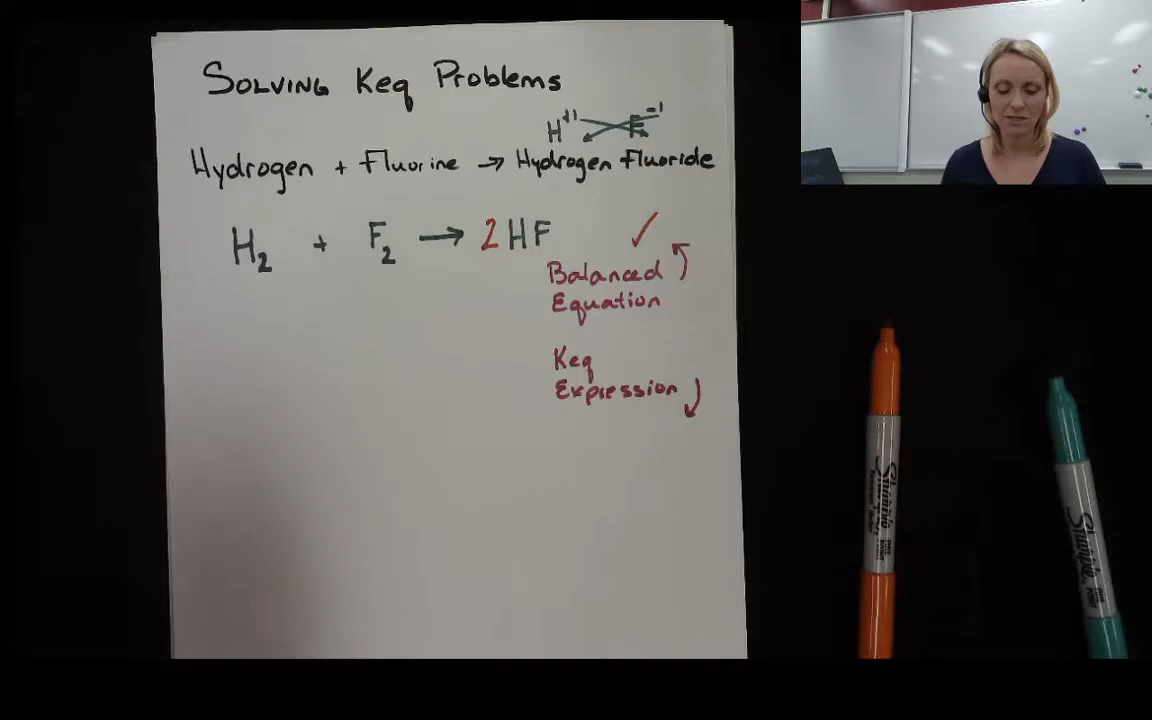 SOLVING Keq Problems
H+1 F-1
Hydrogen + Fluorine → Hydrogen Fluoride
H2 + F2 → 2HF ✓
Balanced
Equation
Keq
Expression
Sharpie
Sharpie